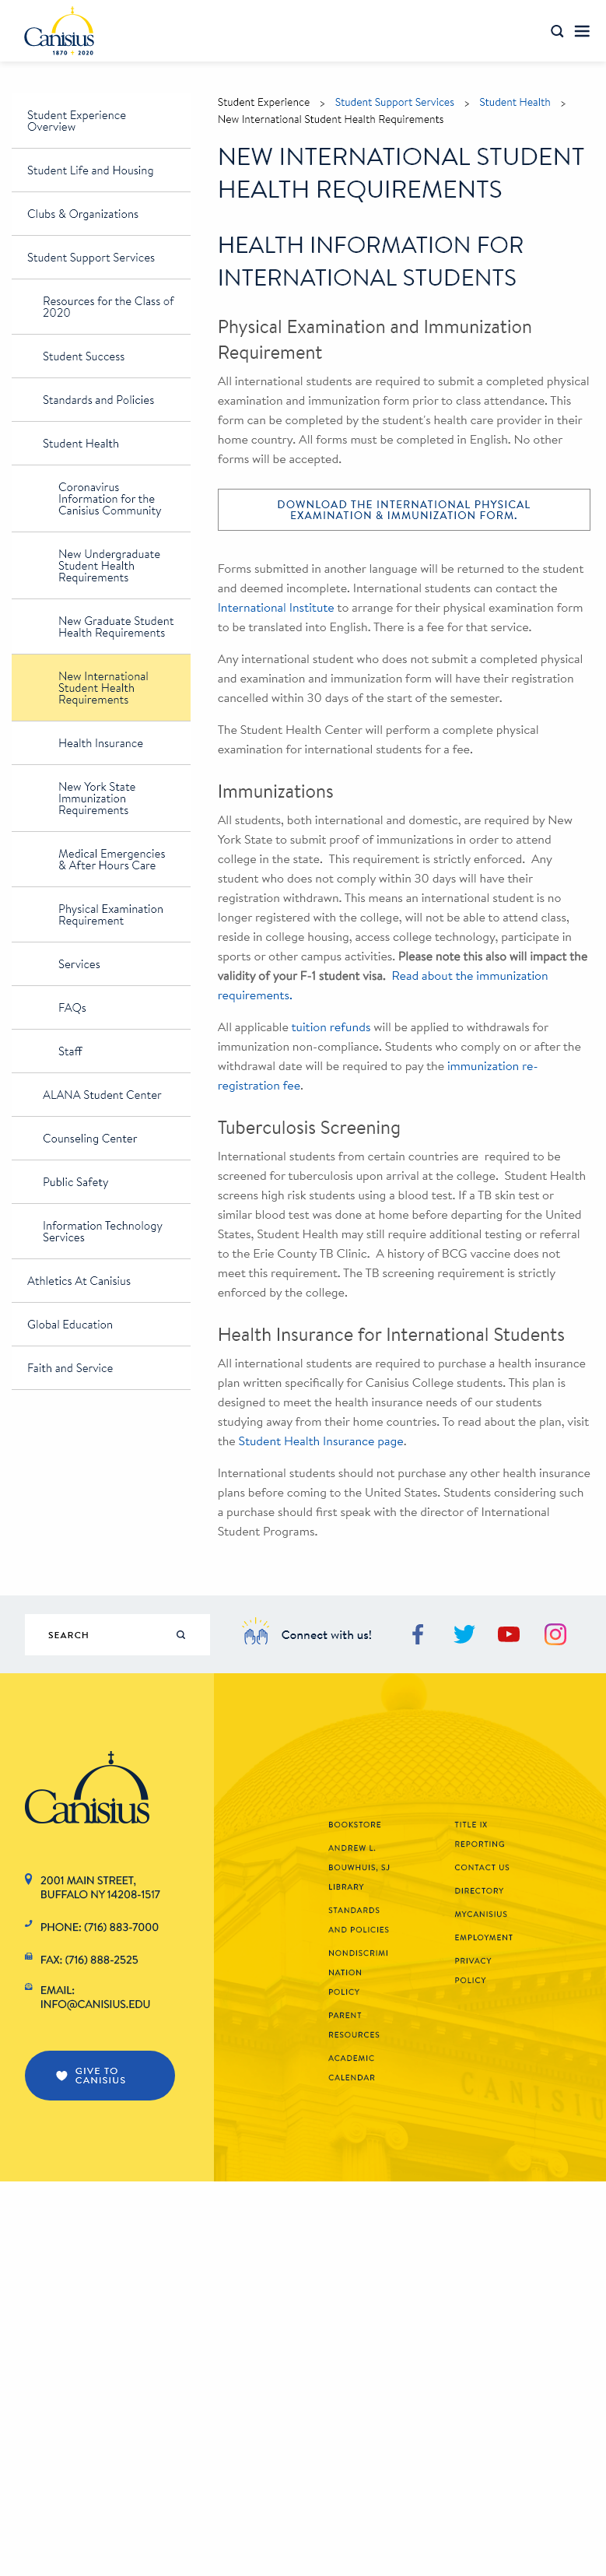 Canisius
1870 + 2020
Student Experience
Overview
Student Life and Housing
Clubs & Organizations
Student Support Services
Resources for the Class of
2020
Student Success
Standards and Policies
Student Health
Coronavirus
Information for the
Canisius Community
New Undergraduate
Student Health
Requirements
New Graduate Student
Health Requirements
New International
Student Health
Requirements
Health Insurance
New York State
Immunization
Requirements
Medical Emergencies
& After Hours Care
Physical Examination
Requirement
Services
FAQs
Staff
ALANA Student Center
Counseling Center
Public Safety
Information Technology
Services
Athletics At Canisius
Global Education
Faith and Service
Student Experience > Student Support Services > Student Health >
New International Student Health Requirements
NEW INTERNATIONAL STUDENT
HEALTH REQUIREMENTS
HEALTH INFORMATION FOR
INTERNATIONAL STUDENTS
Physical Examination and Immunization
Requirement
All international students are required to submit a completed physical
examination and immunization form prior to class attendance. This
form can be completed by the student's health care provider in their
home country. All forms must be completed in English. No other
forms will be accepted.
DOWNLOAD THE INTERNATIONAL PHYSICAL
EXAMINATION & IMMUNIZATION FORM.
Forms submitted in another language will be returned to the student
and deemed incomplete. International students can contact the
International Institute to arrange for their physical examination form
to be translated into English. There is a fee for that service.
Any international student who does not submit a completed physical
and examination and immunization form will have their registration
cancelled within 30 days of the start of the semester.
The Student Health Center will perform a complete physical
examination for international students for a fee.
Immunizations
All students, both international and domestic, are required by New
York State to submit proof of immunizations in order to attend
college in the state. This requirement is strictly enforced. Any
student who does not comply within 30 days will have their
registration withdrawn. This means an international student is no
longer registered with the college, will not be able to attend class,
reside in college housing, access college technology, participate in
sports or other campus activities. Please note this also will impact the
validity of your F-1 student visa. Read about the immunization
requirements.
All applicable tuition refunds will be applied to withdrawals for
immunization non-compliance. Students who comply on or after the
withdrawal date will be required to pay the immunization re-
registration fee.
Tuberculosis Screening
International students from certain countries are required to be
screened for tuberculosis upon arrival at the college. Student Health
screens high risk students using a blood test. If a TB skin test or
similar blood test was done at home before departing for the United
States, Student Health may still require additional testing or referral
to the Erie County TB Clinic. A history of BCG vaccine does not
meet this requirement. The TB screening requirement is strictly
enforced by the college.
Health Insurance for International Students
All international students are required to purchase a health insurance
plan written specifically for Canisius College students. This plan is
designed to meet the health insurance needs of our students
studying away from their home countries. To read about the plan, visit
the Student Health Insurance page.
International students should not purchase any other health insurance
plans before coming to the United States. Students considering such
a purchase should first speak with the director of International
Student Programs.
SEARCH
Connect with us!
Canisius
2001 MAIN STREET,
BUFFALO NY 14208-1517
PHONE: (716) 883-7000
FAX: (716) 888-2525
EMAIL:
INFO@CANISIUS.EDU
GIVE TO
CANISIUS
BOOKSTORE
ANDREW L.
BOUWHUIS, SJ
LIBRARY
STANDARDS
AND POLICIES
NONDISCRIMI
NATION
POLICY
PARENT
RESOURCES
ACADEMIC
CALENDAR
TITLE IX
REPORTING
CONTACT US
DIRECTORY
MYCANISIUS
EMPLOYMENT
PRIVACY
POLICY
CANISIUS